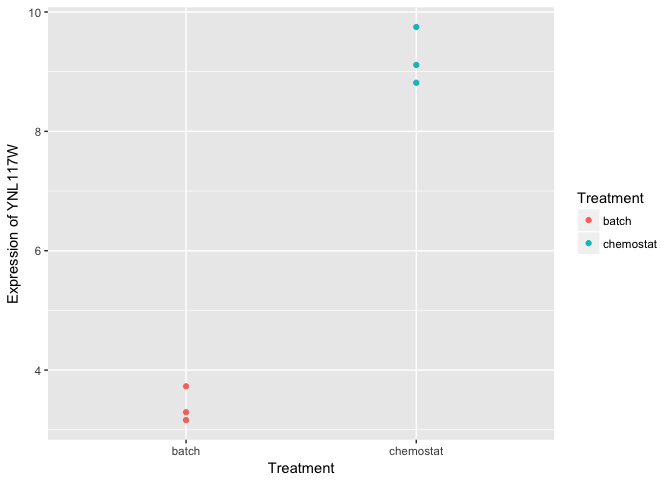 10
8
6
4
Expression of YNL117W
batch
chemostat
Treatment
Treatment
batch
chemostat